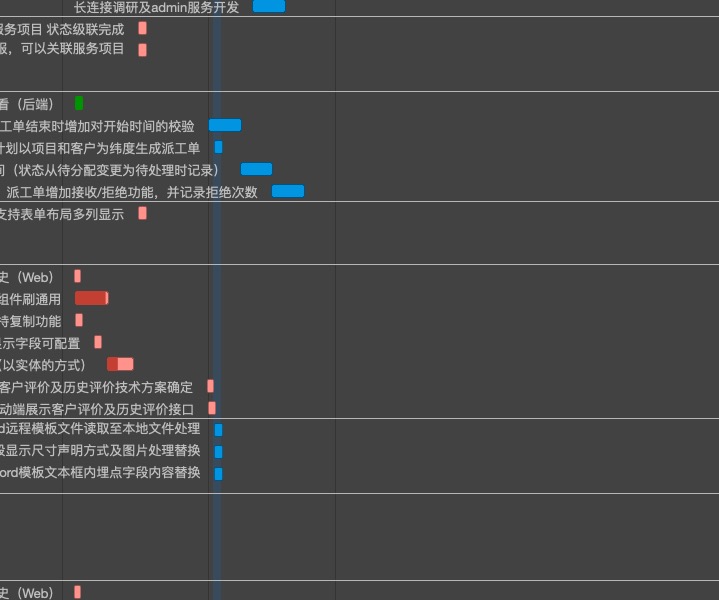 长连接调研及admin服务开发
服务项目 状态级联完成
报，可以关联服务项目
看（后端）
工单结束时增加对开始时间的校验
计划以项目和客户为纬度生成派工单
间（状态从待分配变更为待处理时记录）
派工单增加接收/拒绝功能，并记录拒绝次数
支持表单布局多列显示
史（Web）
组件刷通用
持复制功能
显示字段可配置
（以实体的方式）
客户评价及历史评价技术方案确定
动端展示客户评价及历史评价接口
d远程模板文件读取至本地文件处理
段显示尺寸声明方式及图片处理替换
ord模板文本框内埋点字段内容替换
史（Web）